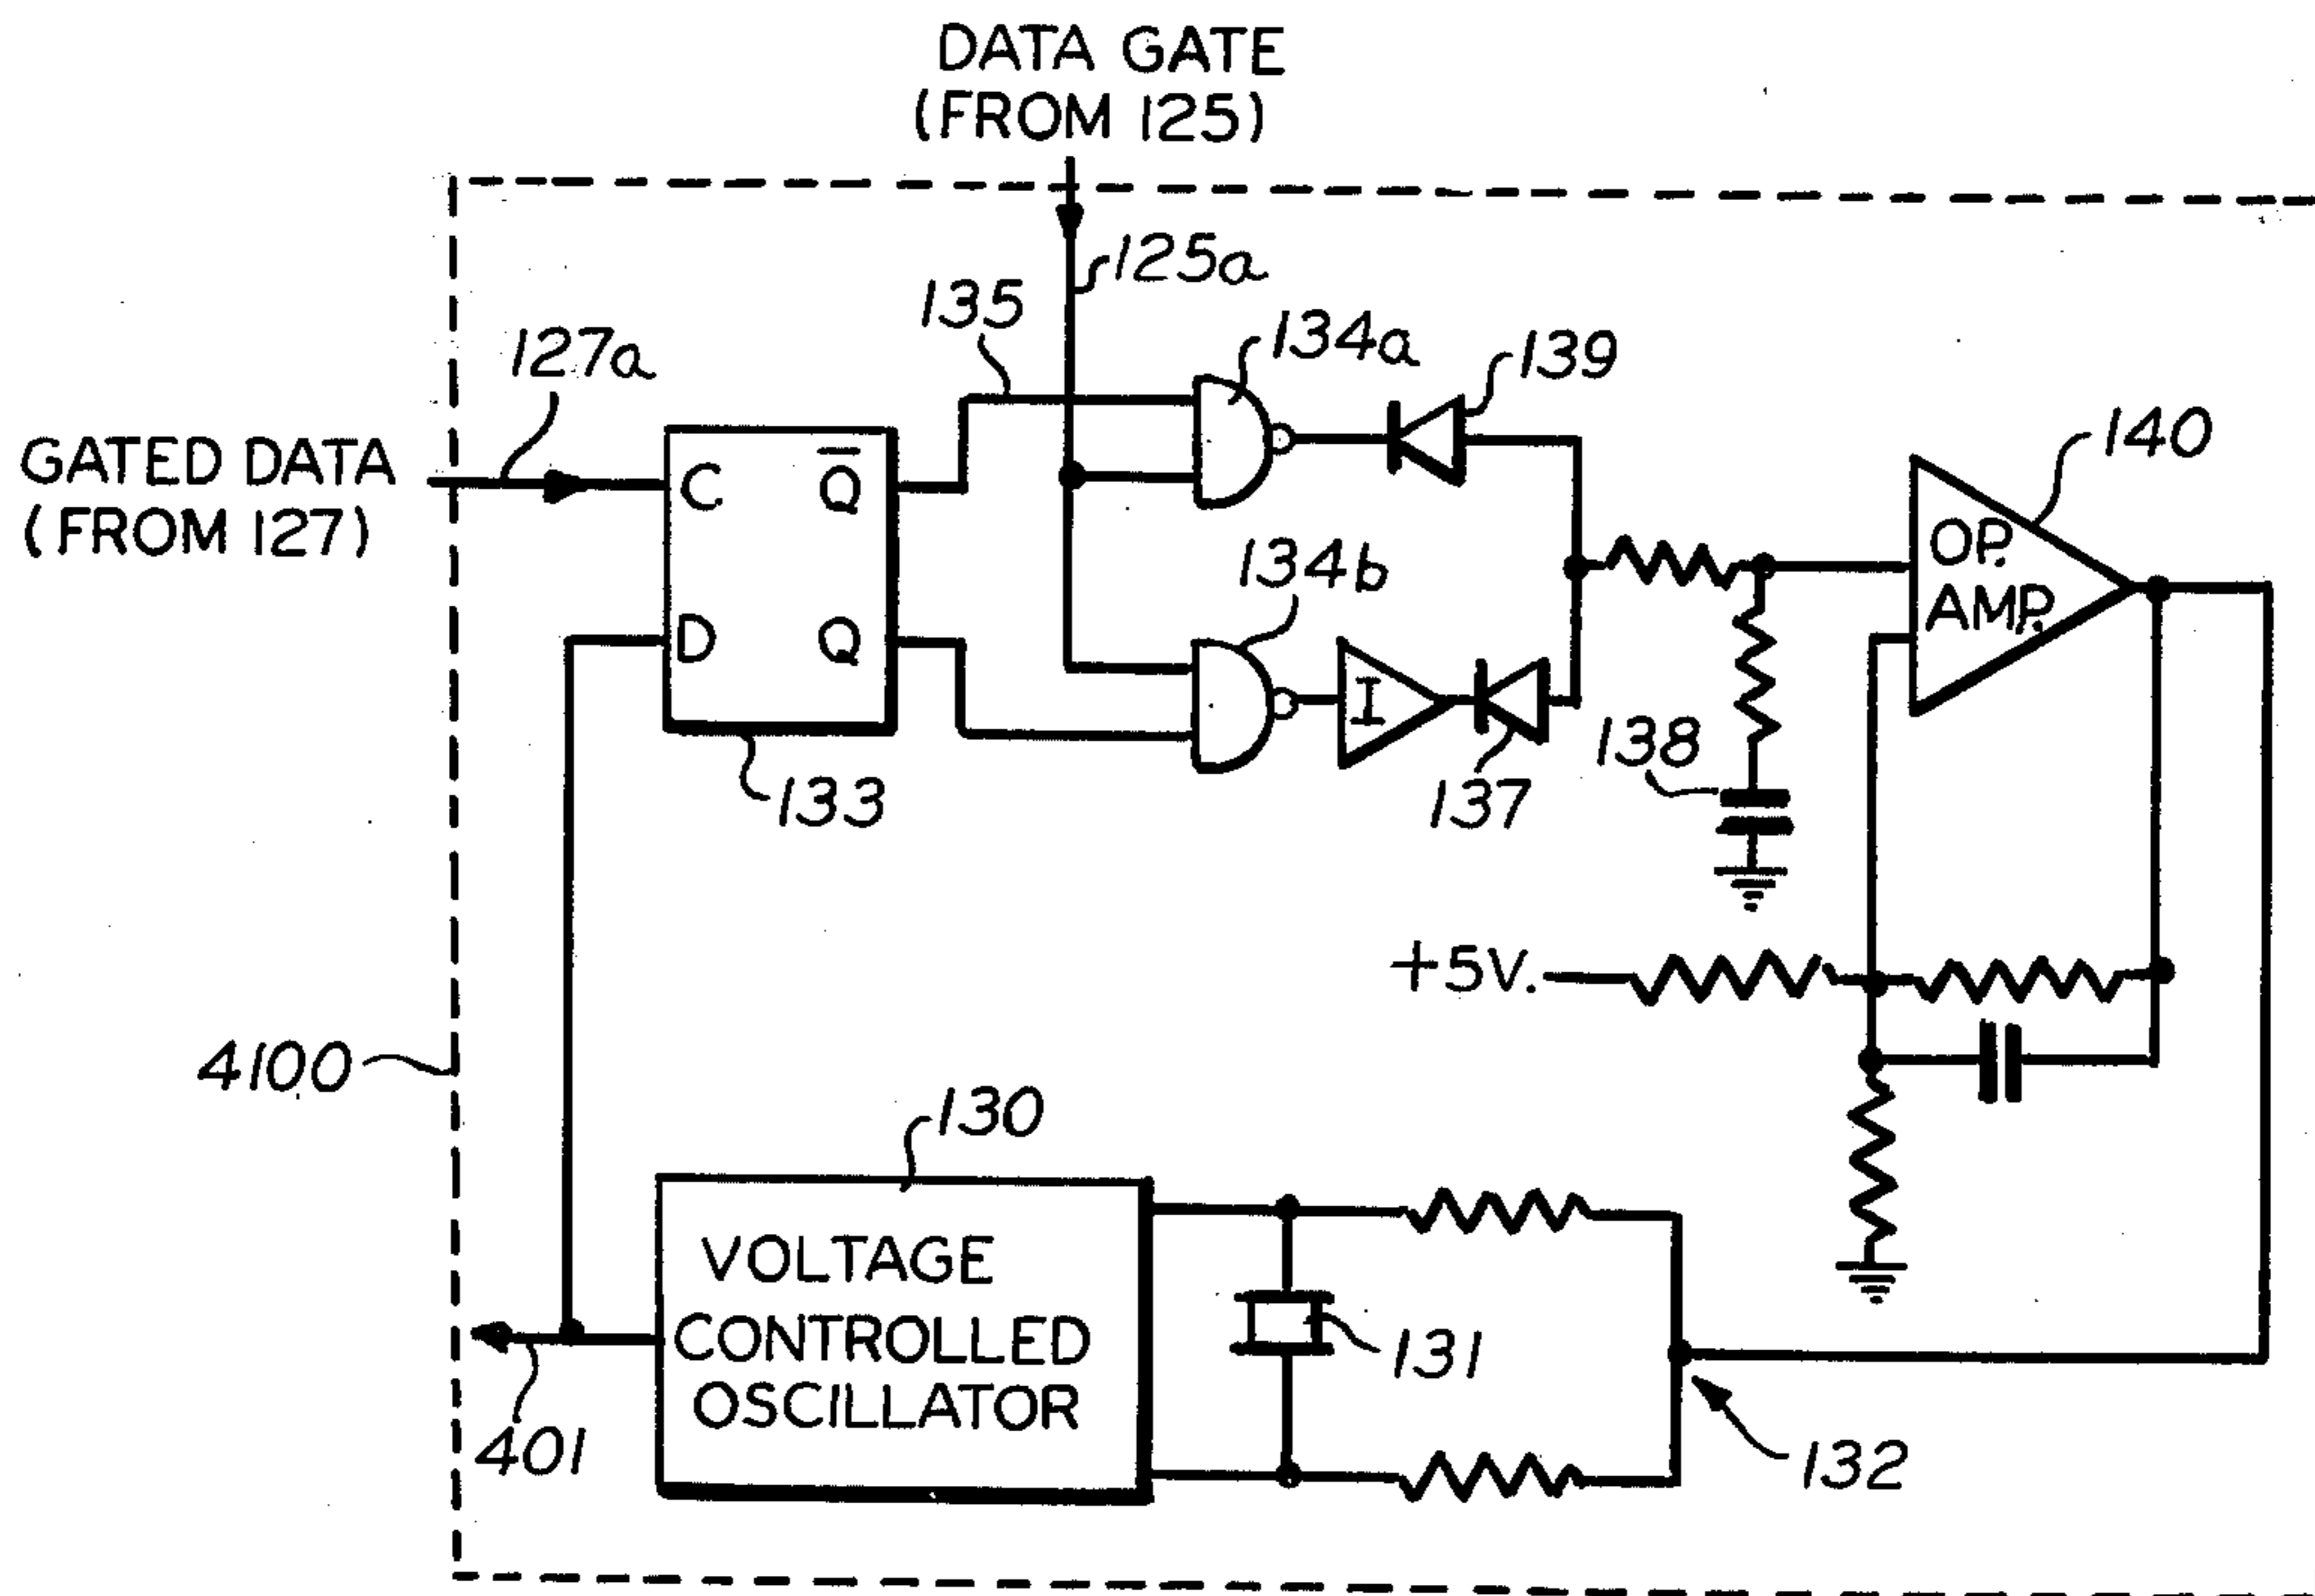 DATA GATE
(FROM 125)
125a
135
134a
139
127a
140
GATED DATA
(FROM 127)
C
Q̅
D
Q
OP.
AMP.
134b
I
138
137
133
+5V.
4100
130
VOLTAGE
CONTROLLED
OSCILLATOR
131
401
132